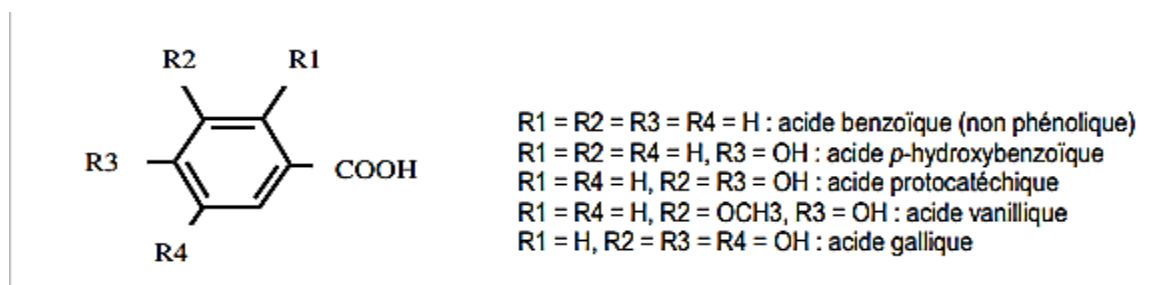 R2 R1
R3
COOH
R4
R1 = R2 = R3 = R4 = H : acide benzoïque (non phénolique)
R1 = R2 = R4 = H, R3 = OH : acide p-hydroxybenzoïque
R1 = R4 = H, R2 = R3 = OH : acide protocatéchique
R1 = R4 = H, R2 = OCH3, R3 = OH : acide vanillique
R1 = H, R2 = R3 = R4 = OH : acide gallique